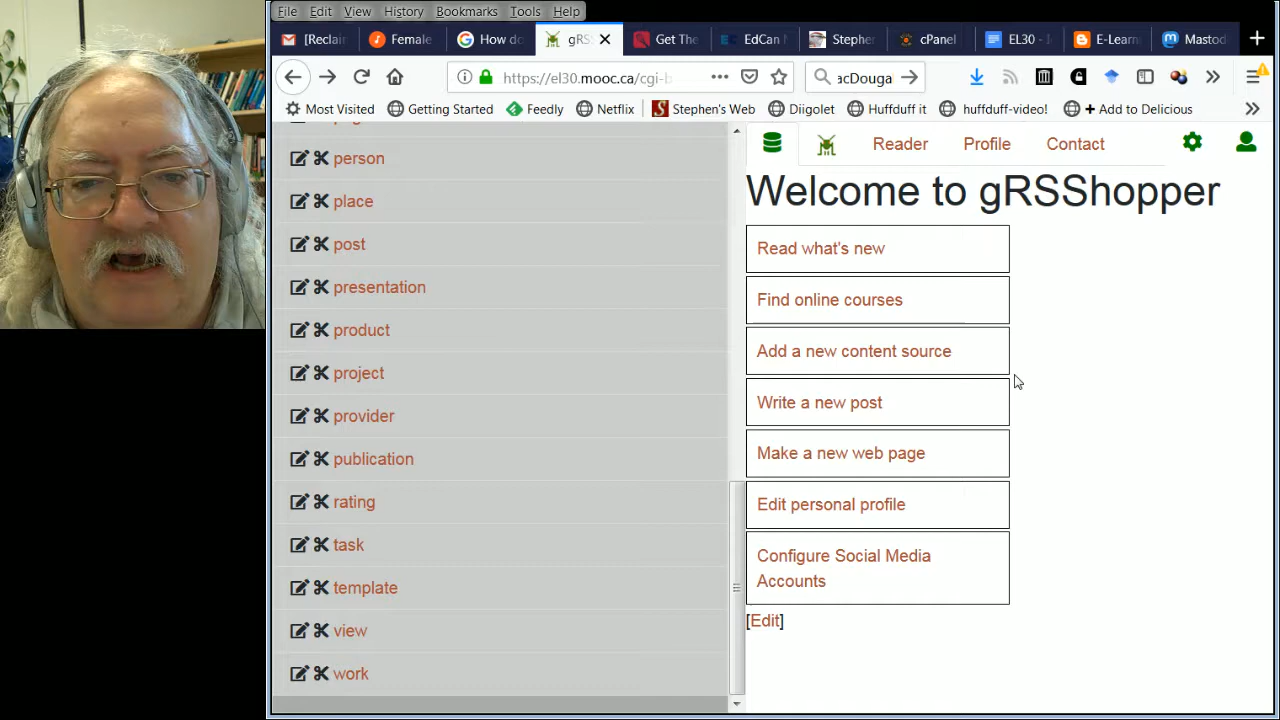 File Edit View History Bookmarks Tools Help
[Reclai Female How do gRS Get The EdCan Stephe cPanel EL30 - E-Learn Mastod
https://el30.mooc.ca/cgi-b acDouga
Most Visited Getting Started Feedly Netflix Stephen's Web Diigolet Huffduff it huffduff-video! + Add to Delicious
Reader Profile Contact
person
place
post
presentation
product
project
provider
publication
rating
task
template
view
work
Welcome to gRSShopper
Read what's new
Find online courses
Add a new content source
Write a new post
Make a new web page
Edit personal profile
Configure Social Media
Accounts
[Edit]